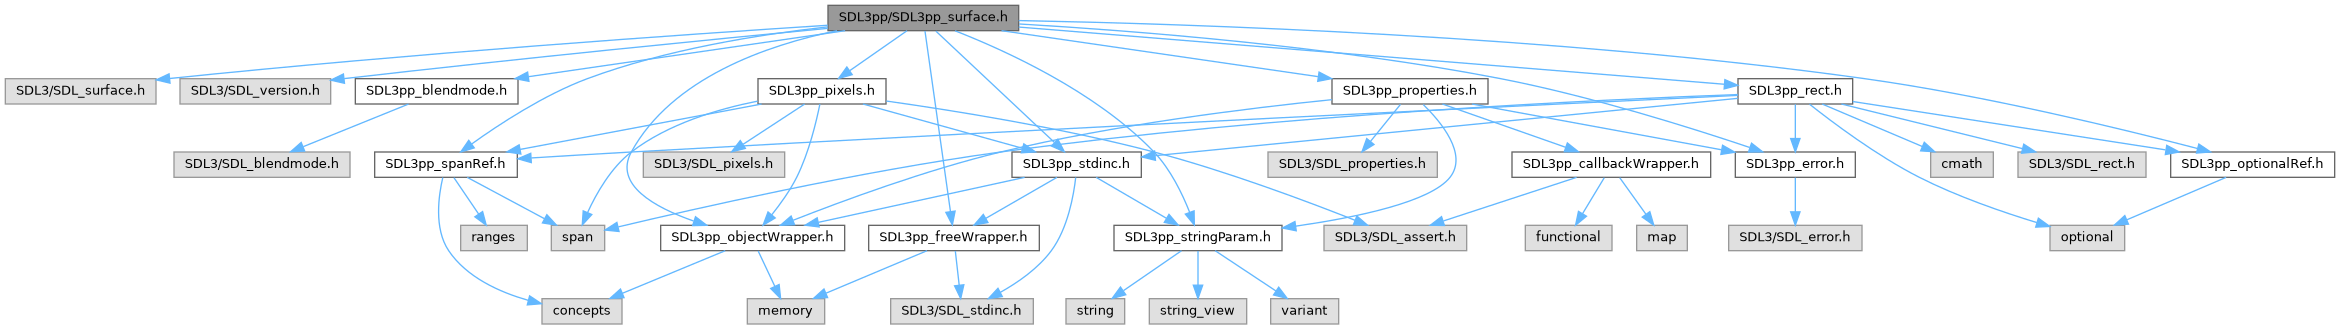 SDL3pp/SDL3pp_surface.h
SDL3/SDL_surface.h
SDL3/SDL_version.h
SDL3pp_blendmode.h
SDL3pp_pixels.h
SDL3pp_properties.h
SDL3pp_rect.h
SDL3/SDL_blendmode.h
SDL3pp_spanRef.h
SDL3/SDL_pixels.h
SDL3pp_stdinc.h
SDL3/SDL_properties.h
SDL3pp_callbackWrapper.h
SDL3pp_error.h
cmath
SDL3/SDL_rect.h
SDL3pp_optionalRef.h
ranges
span
SDL3pp_objectWrapper.h
SDL3pp_freeWrapper.h
SDL3pp_stringParam.h
SDL3/SDL_assert.h
functional
map
SDL3/SDL_error.h
optional
concepts
memory
SDL3/SDL_stdinc.h
string
string_view
variant